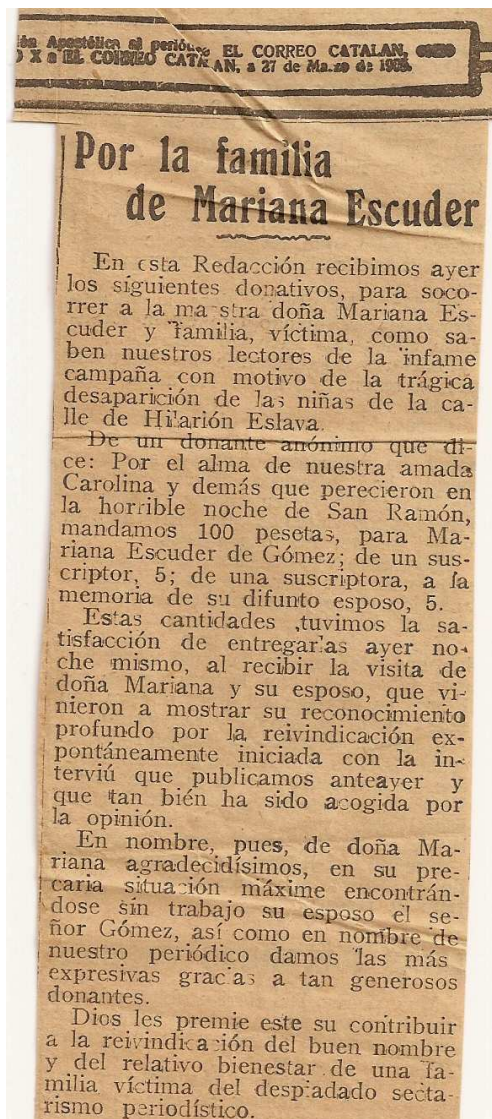 ón Apostólica al periódico EL CORREO CATALAN, como
O X a EL CORREO CATALAN, a 27 de Marzo de
Por la familia
de Mariana Escuder
En esta Redacción recibimos ayer
los siguientes donativos, para soco-
rrer a la ma stra doña Mariana Es-
cuder y familia, víctima, como sa-
ben nuestros lectores de la infame
campaña con motivo de la trágica
desaparición de las niñas de la ca-
lle de Hilarión Eslava.
De un donante anónimo que di-
ce: Por el alma de nuestra amada
Carolina y demás que perecieron en
la horrible noche de San Ramón,
mandamos 100 pesetas, para Ma-
riana Escuder de Gómez; de un sus-
criptor, 5; de una suscriptora, a la
memoria de su difunto esposo, 5.
Estas cantidades ,tuvimos la sa-
tisfacción de entregarlas ayer no-
che mismo, al recibir la visita de
doña Mariana y su esposo, que vi-
nieron a mostrar su reconocimiento
profundo por la reivindicación ex-
pontáneamente iniciada con la in-
terviú que publicamos anteayer y
que tan bién ha sido acogida por
la opinión.
En nombre, pues, de doña Ma-
riana agradecidísimos, en su pre-
caria situación máxime encontrán-
dose sin trabajo su esposo el se-
ñor Gómez, así como en nombre de
nuestro periódico damos las más
expresivas gracias a tan generosos
donantes.
Dios les premie este su contribuir
a la reivindicación del buen nombre
y del relativo bienestar de una fa-
milia víctima del despiadado secta-
rismo periodístico.